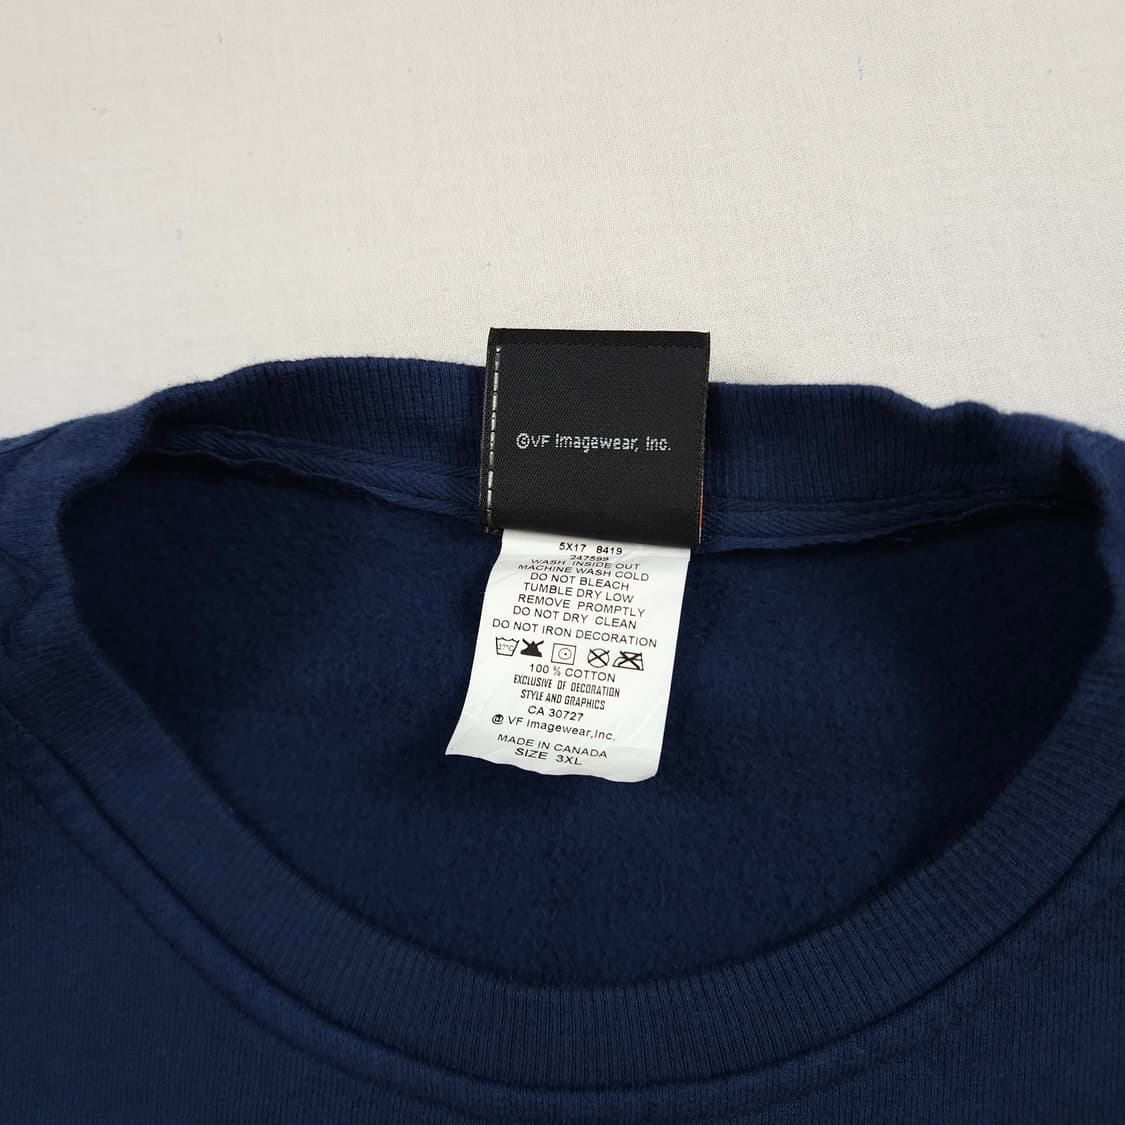 ©VF Imagewear, Inc.
5X17 8419
247599
WASH INSIDE OUT
MACHINE WASH COLD
DO NOT BLEACH
TUMBLE DRY LOW
REMOVE PROMPTLY
DO NOT DRY CLEAN
DO NOT IRON DECORATION
27°C
100 % COTTON
EXCLUSIVE OF DECORATION
STYLE AND GRAPHICS
CA 30727
© VF Imagewear,Inc.
MADE IN CANADA
SIZE 3XL